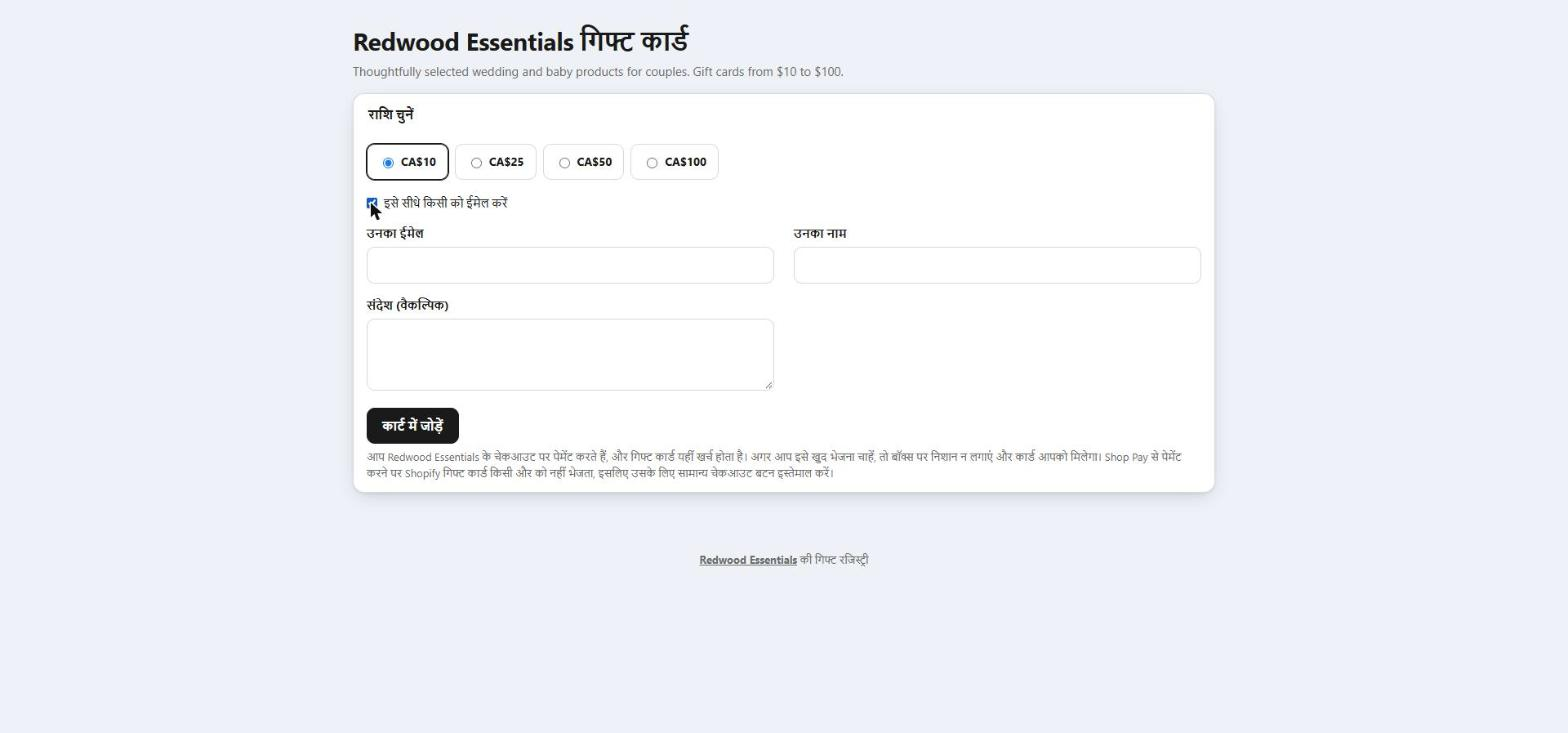 Redwood Essentials गिफ्ट कार्ड
Thoughtfully selected wedding and baby products for couples. Gift cards from $10 to $100.
राशि चुनें
CA$10 CA$25 CA$50 CA$100
इसे सीधे किसी को ईमेल करें
उनका ईमेल उनका नाम
संदेश (वैकल्पिक)
कार्ट में जोड़ें
आप Redwood Essentials के चेकआउट पर पेमेंट करते हैं, और गिफ्ट कार्ड यहीं खर्च होता है। अगर आप इसे खुद भेजना चाहें, तो बॉक्स पर निशान न लगाएं और कार्ड आपको मिलेगा। Shop Pay से पेमेंट
करने पर Shopify गिफ्ट कार्ड किसी और को नहीं भेजता, इसलिए उसके लिए सामान्य चेकआउट बटन इस्तेमाल करें।
Redwood Essentials की गिफ्ट रजिस्ट्री